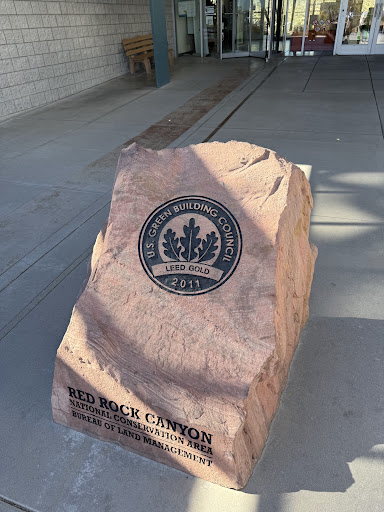 U.S. GREEN BUILDING COUNCIL
LEED GOLD
2011
RED ROCK CANYON
NATIONAL CONSERVATION AREA
BUREAU OF LAND MANAGEMENT